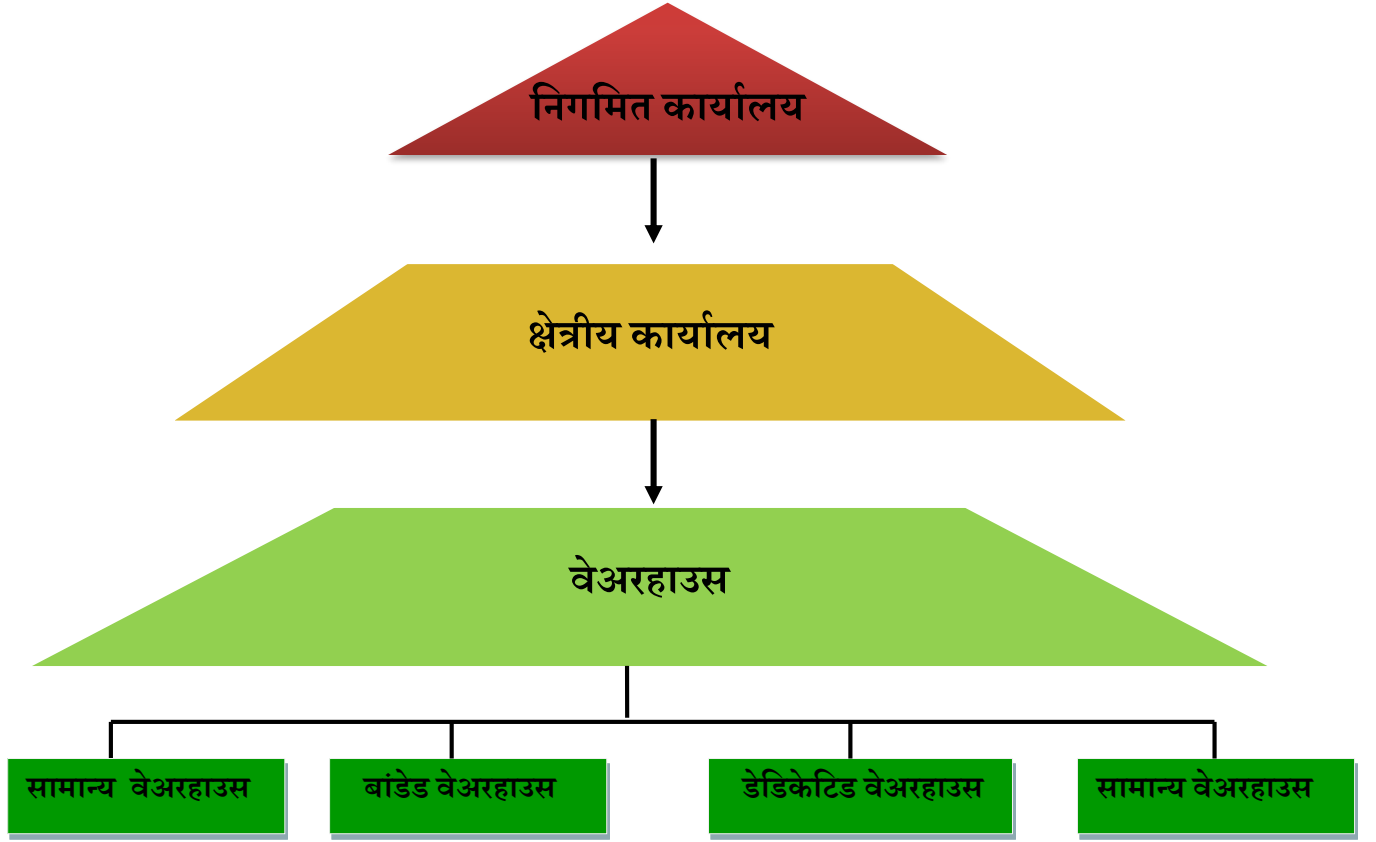 निगमित कार्यालय
क्षेत्रीय कार्यालय
वेअरहाउस
सामान्य वेअरहाउस
बांडेड वेअरहाउस
डेडिकेटिड वेअरहाउस
सामान्य वेअरहाउस